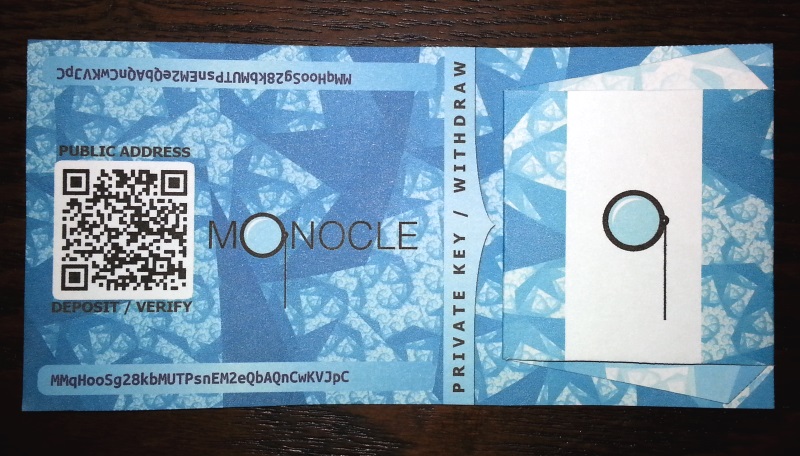 MMqHooSg28kbMUTPsnEM2eQbAQnCwKVJpC
PUBLIC ADDRESS
DEPOSIT / VERIFY
MONOCLE
MMqHooSg28kbMUTPsnEM2eQbAQnCwKVJpC
PRIVATE KEY / WITHDRAW